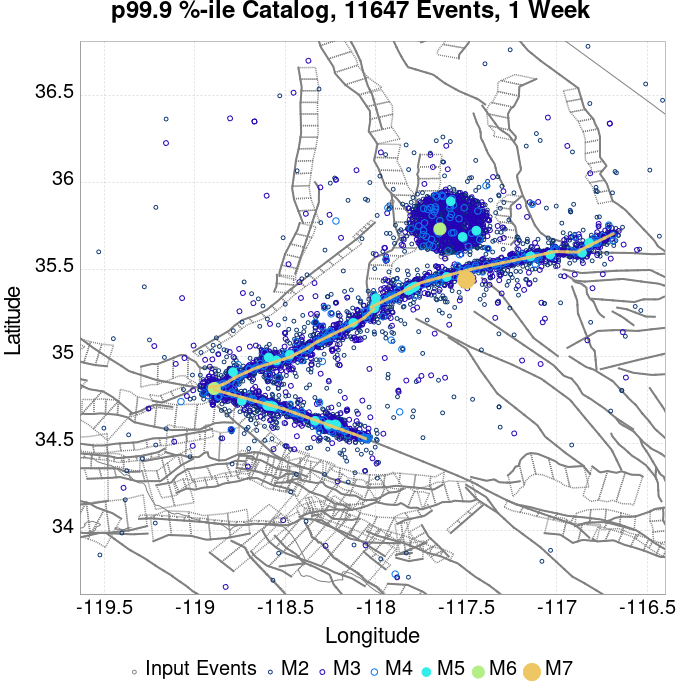 p99.9 %-ile Catalog, 11647 Events, 1 Week
36.5
36
35.5
35
34.5
34
Latitude
-119.5 -119 -118.5 -118 -117.5 -117 -116.5
Longitude
Input Events M2 M3 M4 M5 M6 M7